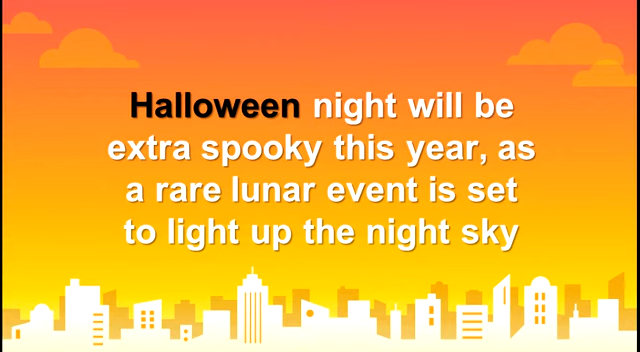 Halloween night will be
extra spooky this year, as
a rare lunar event is set
to light up the night sky